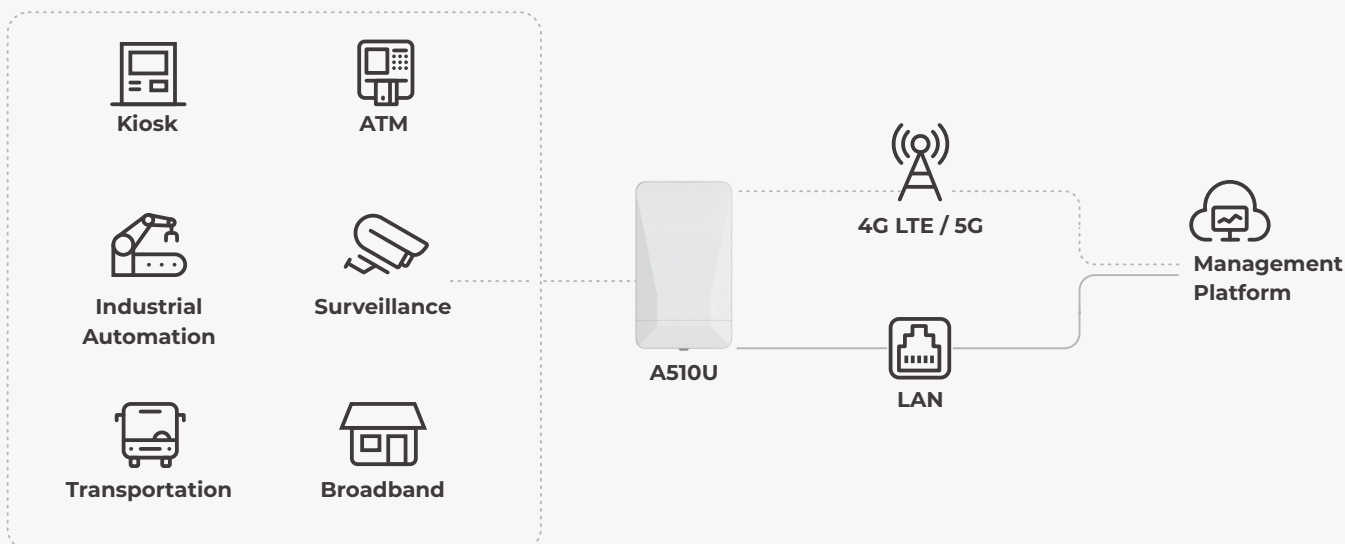 Kiosk
ATM
Industrial
Automation
Surveillance
Transportation
Broadband
A510U
4G LTE / 5G
LAN
Management
Platform